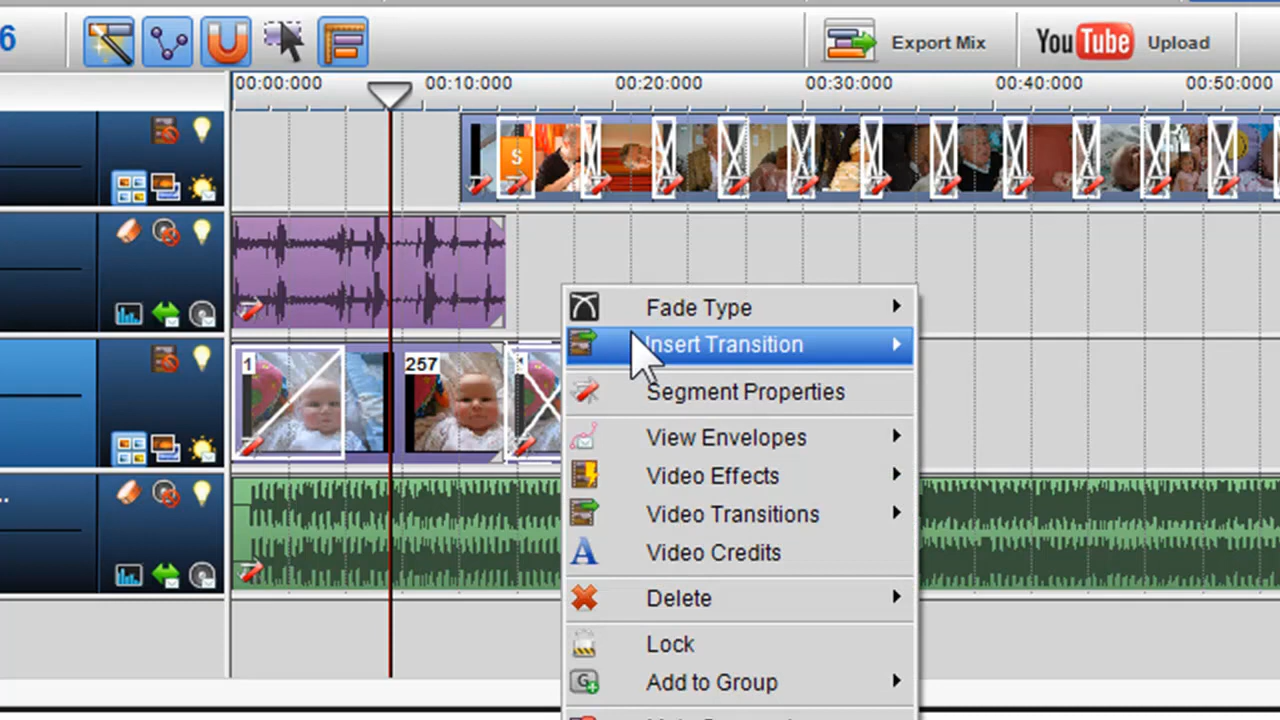 6
Export Mix
YouTube Upload
00:00:000
00:10:000
00:20:000
00:30:000
00:40:000
00:50:000
S
1
257
Fade Type
Insert Transition
Segment Properties
View Envelopes
Video Effects
Video Transitions
A Video Credits
..
Delete
Lock
G Add to Group